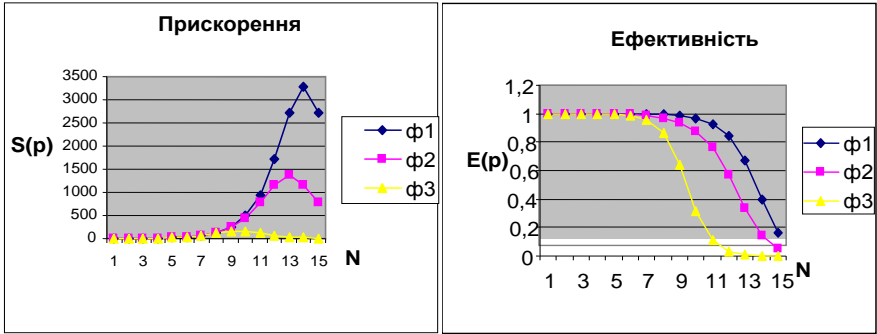 Прискорення
3500
3000
2500
2000
1500
1000
500
0
S(p)
1 3 5 7 9 11 13 15
N
ф1
ф2
ф3
Ефективність
1,2
1
0,8
0,6
0,4
0,2
0
E(p)
1 3 5 7 9 11 13 15
N
ф1
ф2
ф3